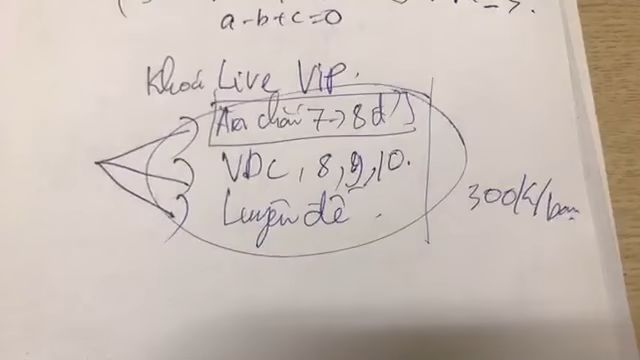 a-b+c=0
Khoá Live VIP.
Ăn chắc 7→8đ
VDC, 8, 9, 10.
Luyện đề.
300K/bạn